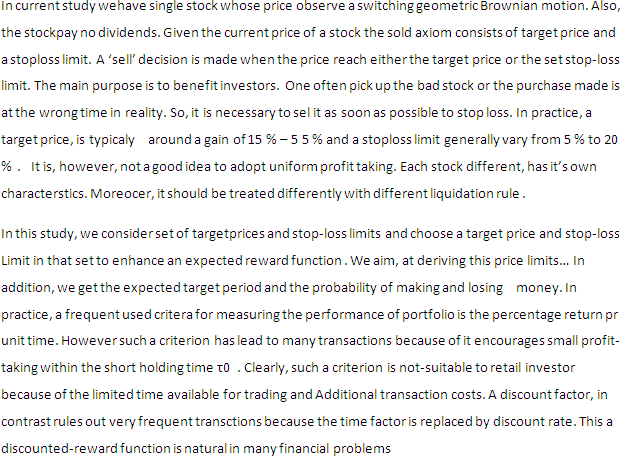 In current study wehave single stock whose price observe a switching geometric Brownian motion. Also,
the stockpay no dividends. Given the current price of a stock the sold axiom consists of target price and
a stoploss limit. A ‘sell’ decision is made when the price reach either the target price or the set stop-loss
limit. The main purpose is to benefit investors. One often pick up the bad stock or the purchase made is
at the wrong time in reality. So, it is necessary to sel it as soon as possible to stop loss. In practice, a
target price, is typicaly around a gain of 15 % – 5 5 % and a stoploss limit generally vary from 5 % to 20
% . It is, however, not a good idea to adopt uniform profit taking. Each stock different, has it’s own
characterstics. Moreocer, it should be treated differently with different liquidation rule .
In this study, we consider set of targetprices and stop-loss limits and choose a target price and stop-loss
Limit in that set to enhance an expected reward function . We aim, at deriving this price limits... In
addition, we get the expected target period and the probability of making and losing money. In
practice, a frequent used critera for measuring the performance of portfolio is the percentage return pr
unit time. However such a criterion has lead to many transactions because of it encourages small profit-
taking within the short holding time τ0 . Clearly, such a criterion is not-suitable to retail investor
because of the limited time available for trading and Additional transaction costs. A discount factor, in
contrast rules out very frequent transctions because the time factor is replaced by discount rate. This a
discounted-reward function is natural in many financial problems